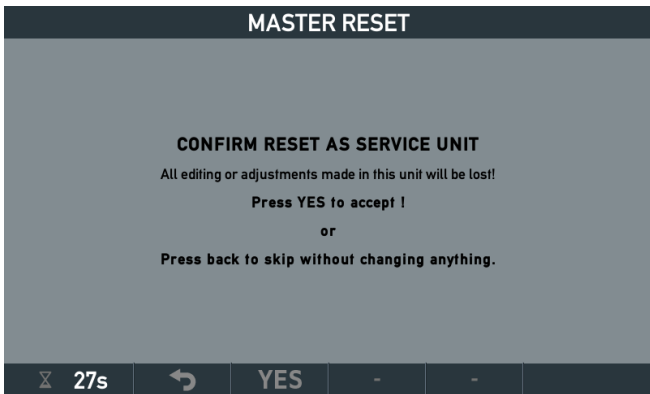 MASTER RESET
CONFIRM RESET AS SERVICE UNIT
All editing or adjustments made in this unit will be lost!
Press YES to accept !
or
Press back to skip without changing anything.
27s YES - -